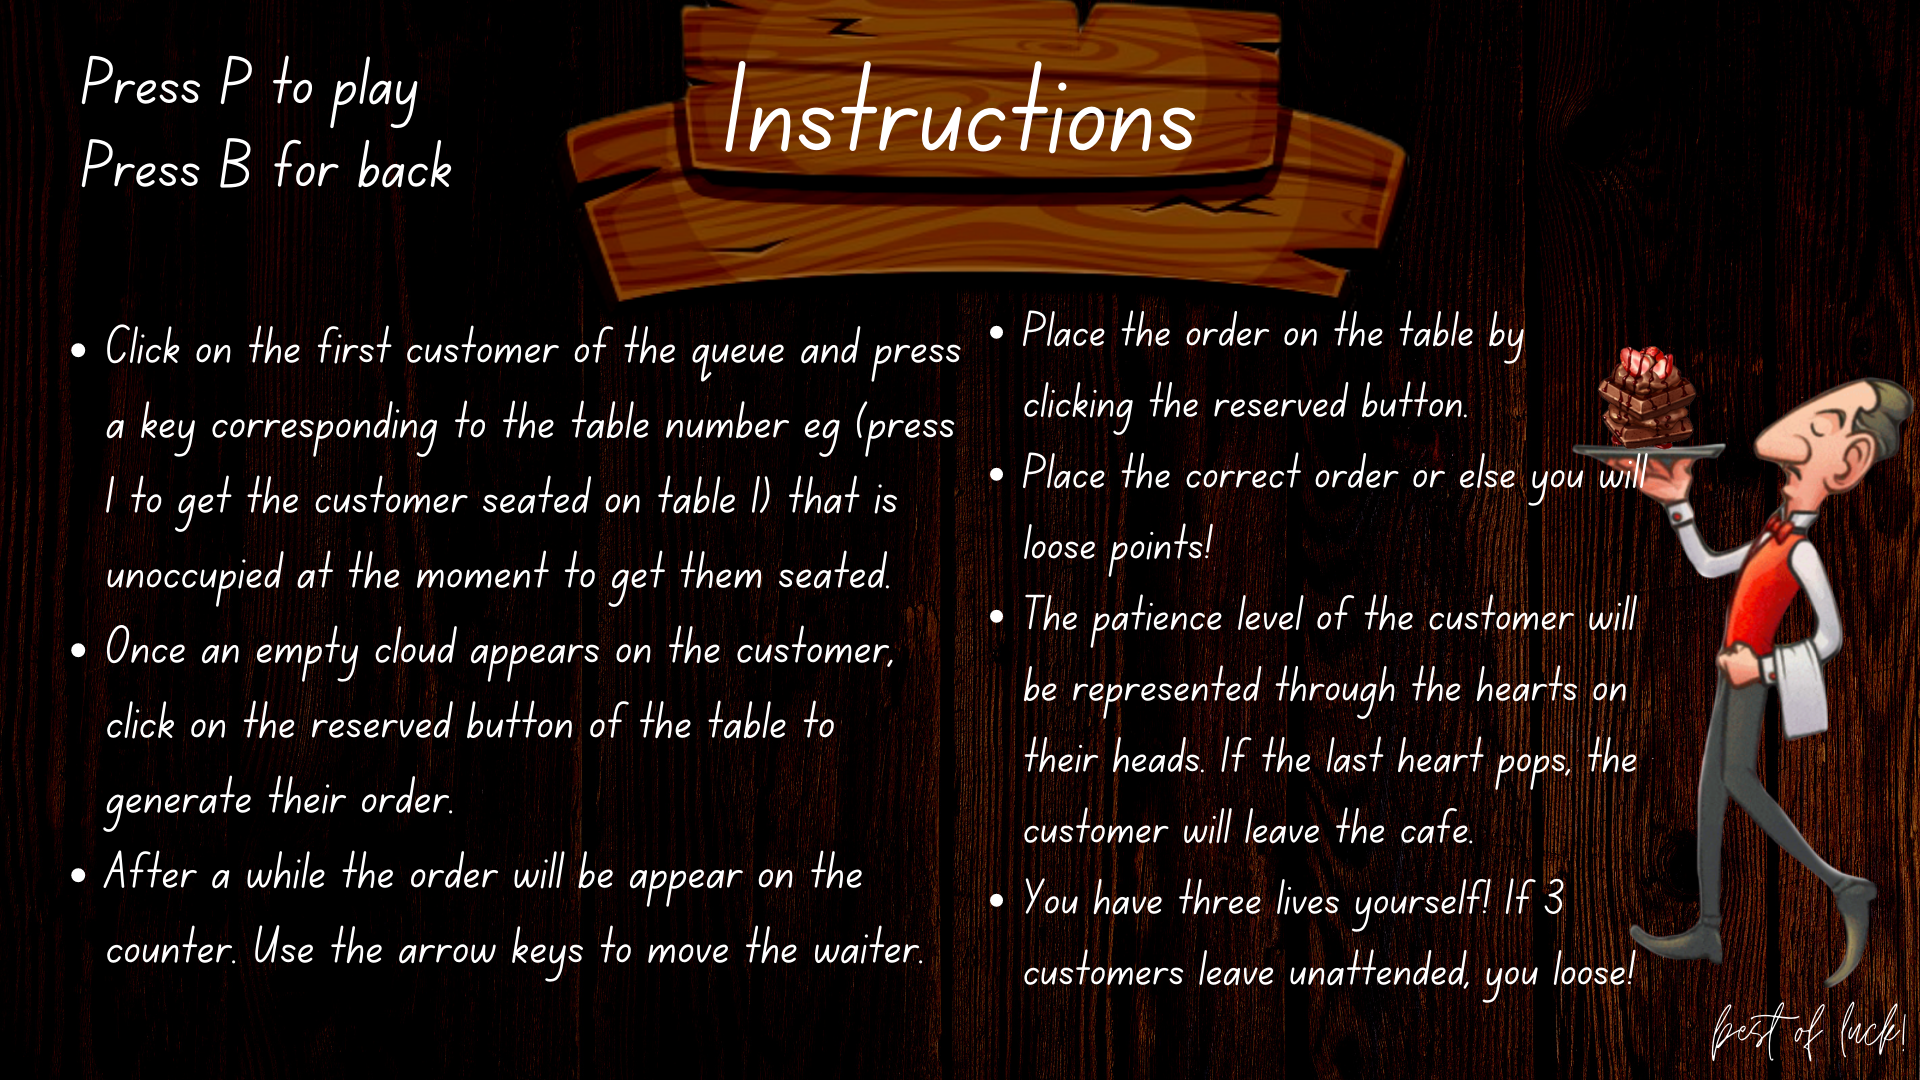 Press P to play
Press B for back
Instructions
• Click on the first customer of the queue and press
a key corresponding to the table number eg (press
1 to get the customer seated on table 1) that is
unoccupied at the moment to get them seated.
• Once an empty cloud appears on the customer,
click on the reserved button of the table to
generate their order.
• After a while the order will be appear on the
counter. Use the arrow keys to move the waiter.
• Place the order on the table by
clicking the reserved button.
• Place the correct order or else you will
loose points!
• The patience level of the customer will
be represented through the hearts on
their heads. If the last heart pops, the
customer will leave the cafe.
• You have three lives yourself! If 3
customers leave unattended, you loose!
best of luck!